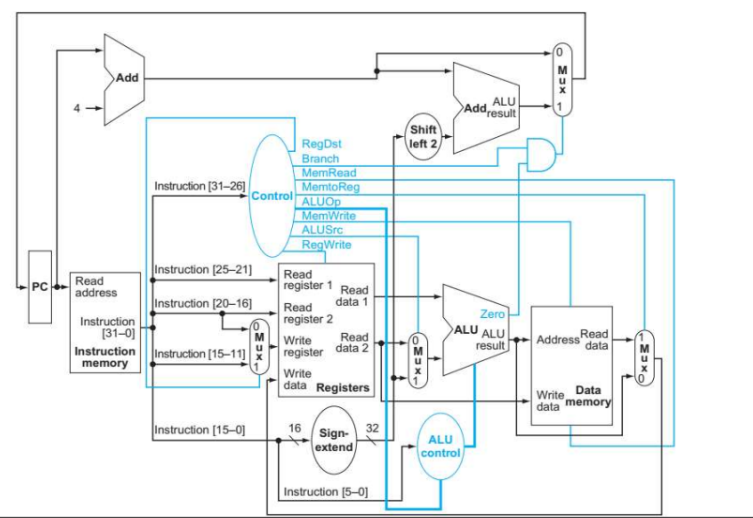 0
M
u
x
1
Add
4
Add
ALU
result
Shift
left 2
RegDst
Branch
MemRead
MemtoReg
ALUOp
MemWrite
ALUSrc
RegWrite
Control
Instruction [31–26]
Instruction [25–21]
Instruction [20–16]
Instruction [15–11]
Instruction [15–0]
Instruction [5–0]
PC
Read
address
Instruction
[31–0]
Instruction
memory
0
M
u
x
1
Read
register 1
Read
register 2
Write
register
Write
data
Read
data 1
Read
data 2
Registers
0
M
u
x
1
Zero
ALU
ALU
result
Address
Read
data
Write
data
Data
memory
1
M
u
x
0
16
Sign-
extend
32
ALU
control